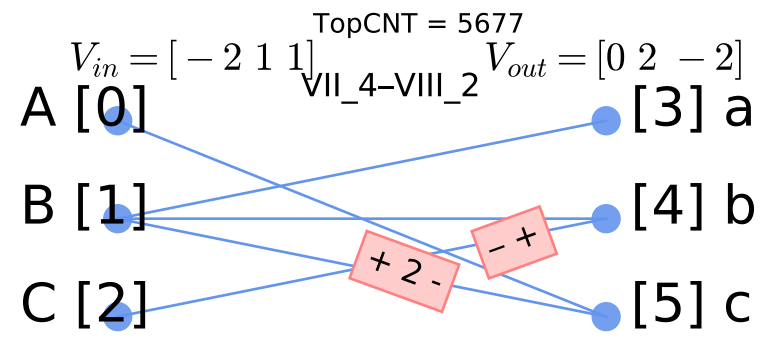 TopCNT = 5677
V_in = [ − 2 1 1] V_out = [0 2 − 2]
VII_4–VIII_2
A [0] [3] a
B [1] [4] b
− +
+ 2 -
C [2] [5] c